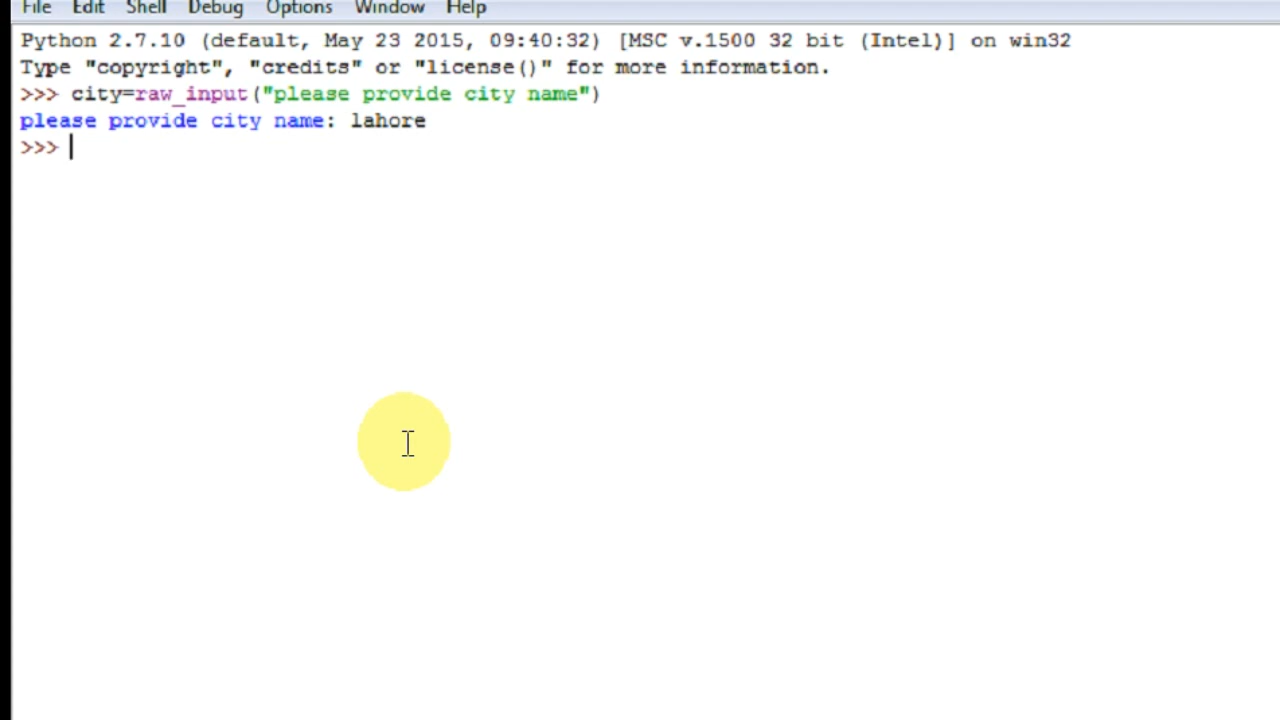 File Edit Shell Debug Options Window Help
Python 2.7.10 (default, May 23 2015, 09:40:32) [MSC v.1500 32 bit (Intel)] on win32
Type "copyright", "credits" or "license()" for more information.
>>> city=raw_input("please provide city name")
please provide city name: lahore
>>>